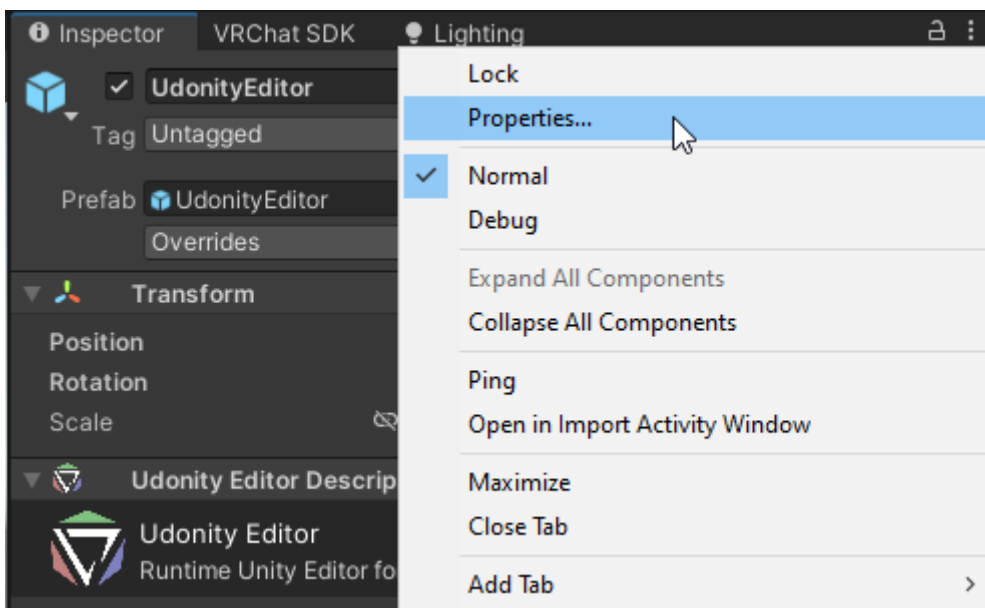 Inspector VRChat SDK Lighting
UdonityEditor
Tag Untagged
Prefab UdonityEditor
Overrides
Transform
Position
Rotation
Scale
Udonity Editor Descrip
Udonity Editor
Runtime Unity Editor fo
Lock
Properties...
Normal
Debug
Expand All Components
Collapse All Components
Ping
Open in Import Activity Window
Maximize
Close Tab
Add Tab